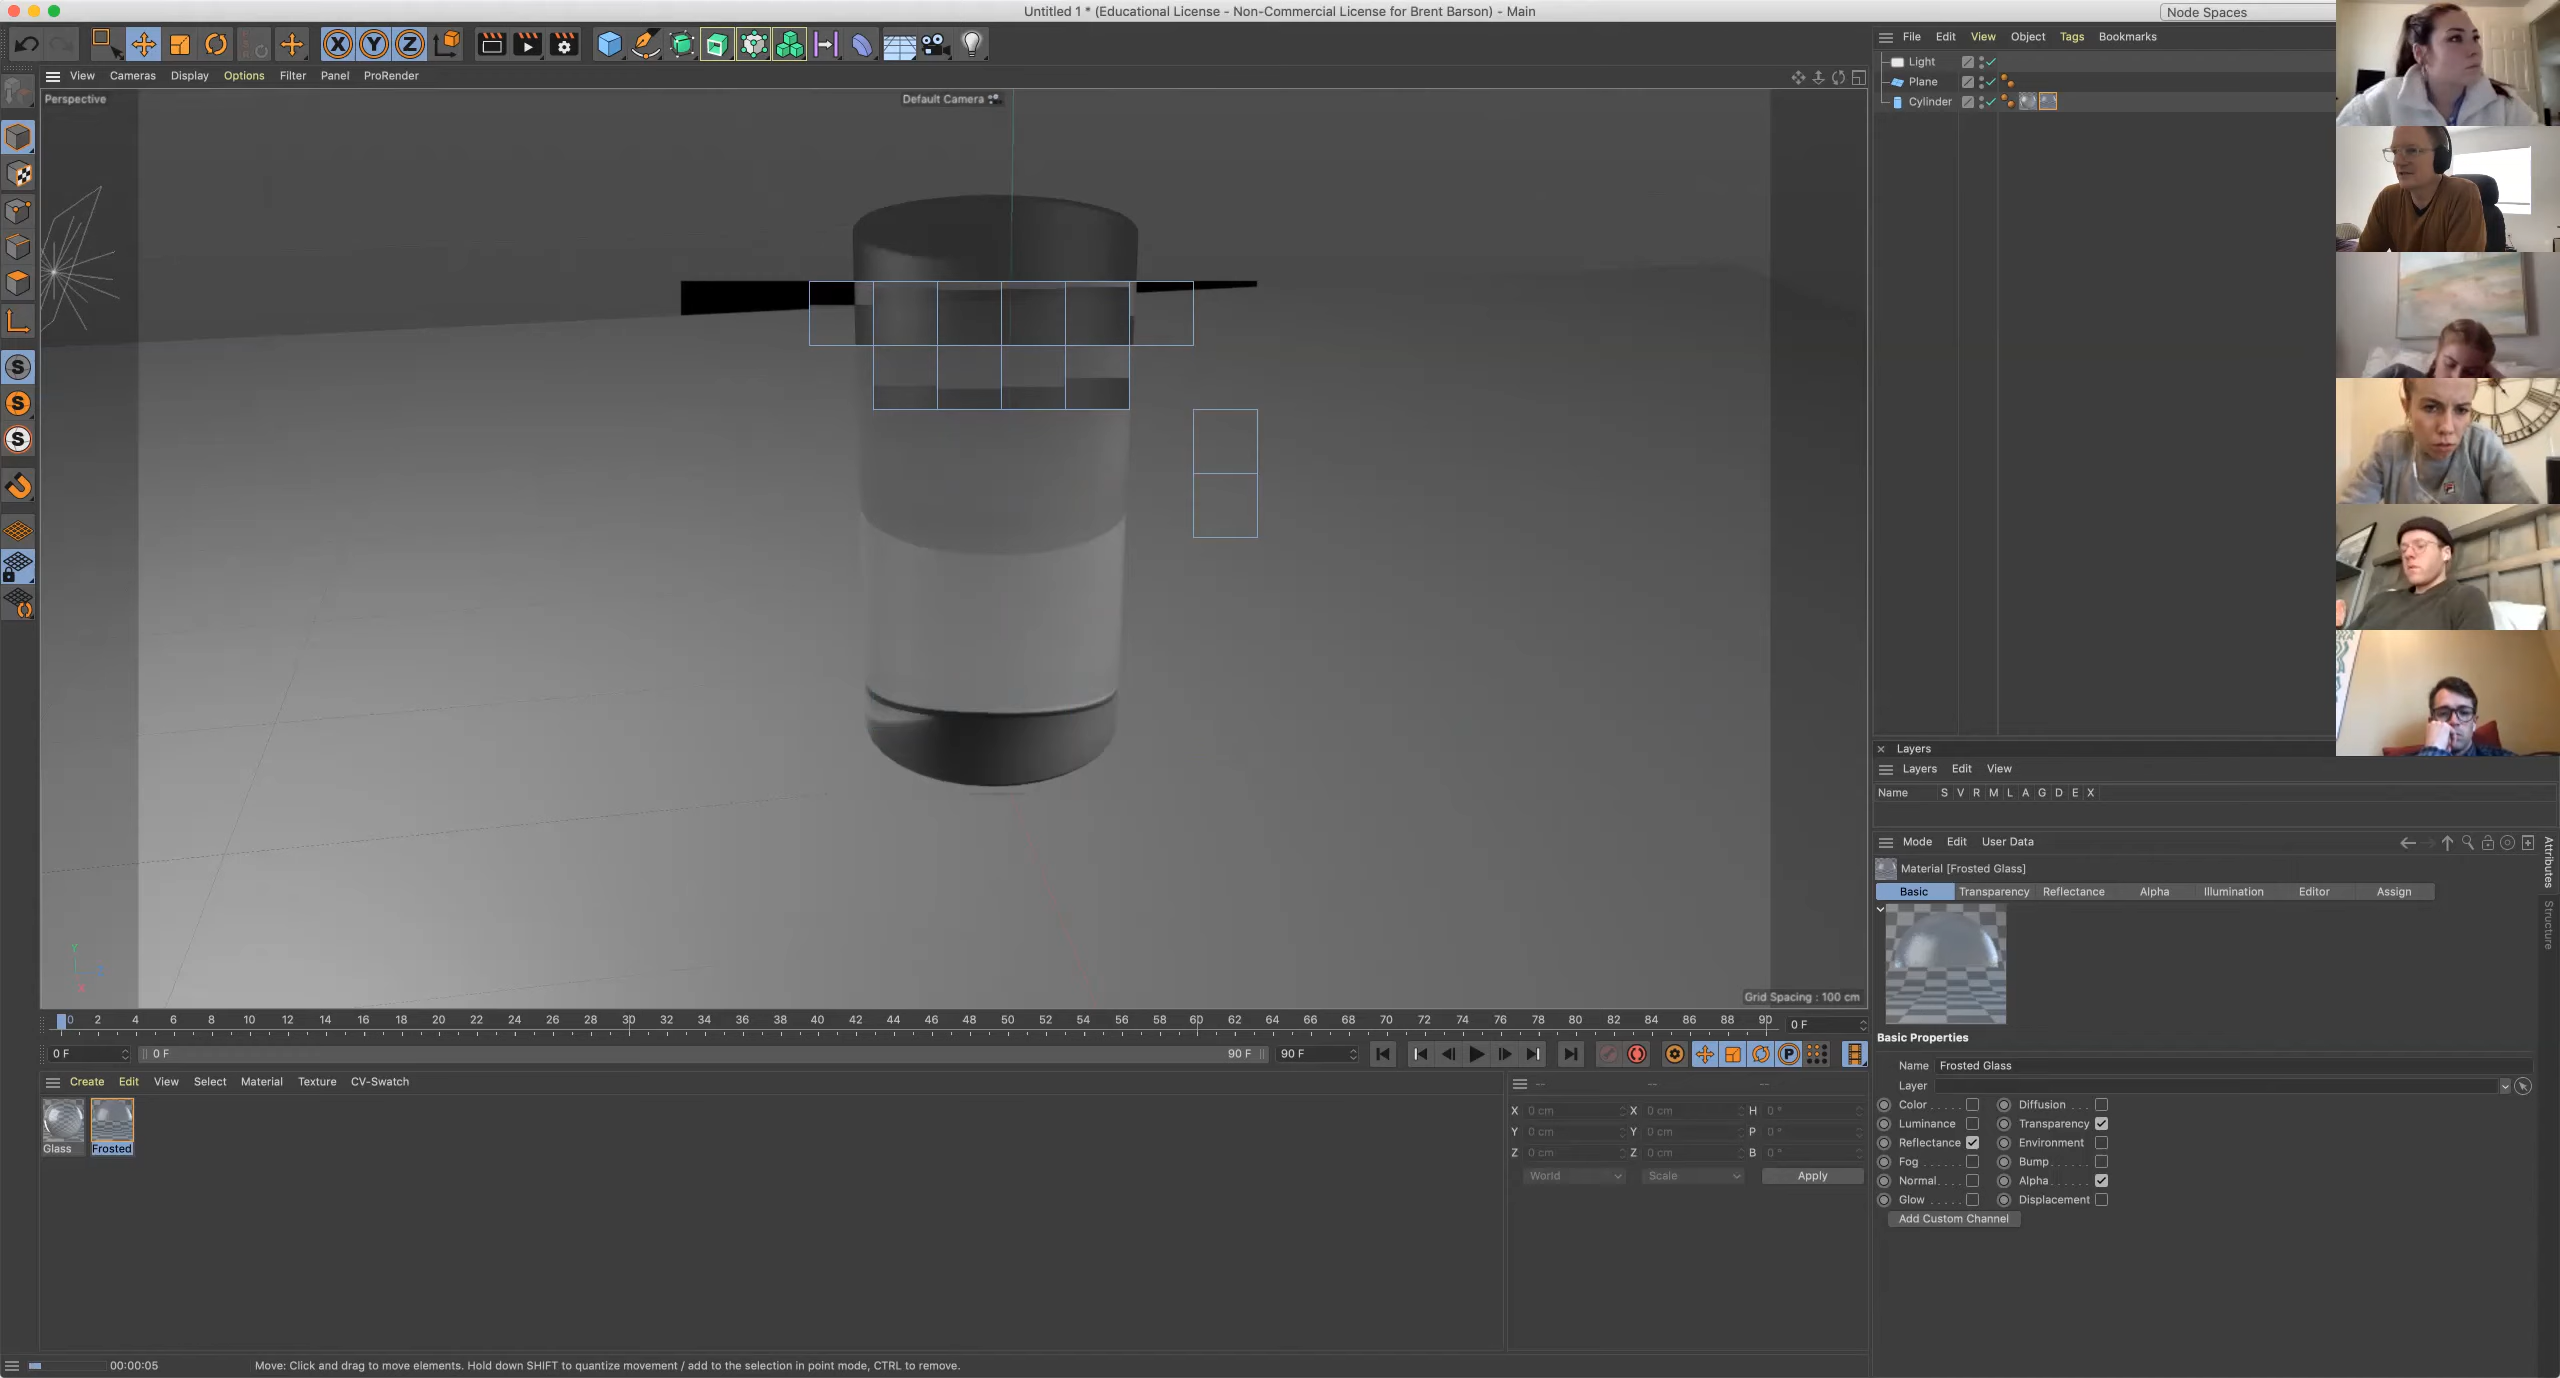 Untitled 1 * (Educational License - Non-Commercial License for Brent Barson) - Main
Node Spaces
File Edit View Object Tags Bookmarks
View Cameras Display Options Filter Panel ProRender
Perspective
Default Camera
Light
Plane
Cylinder
Layers
Layers Edit View
Name S V R M L A G D E X
Mode Edit User Data
Attributes
Structure
Material [Frosted Glass]
Basic Transparency Reflectance Alpha Illumination Editor Assign
Basic Properties
Name Frosted Glass
Layer
Color . . . . . Diffusion . . . .
Luminance Transparency
Reflectance Environment
Fog . . . . . . Bump . . . . . .
Normal . . . . Alpha . . . . . .
Glow . . . . . Displacement
Add Custom Channel
Y
X
Grid Spacing : 100 cm
0 2 4 6 8 10 12 14 16 18 20 22 24 26 28 30 32 34 36 38 40 42 44 46 48 50 52 54 56 58 60 62 64 66 68 70 72 74 76 78 80 82 84 86 88 90
0 F
0 F 0 F 90 F 90 F
Create Edit View Select Material Texture CV-Swatch
Glass Frosted
-- -- --
X 0 cm X 0 cm H 0 °
Y 0 cm Y 0 cm P 0 °
Z 0 cm Z 0 cm B 0 °
World Scale Apply
00:00:05 Move: Click and drag to move elements. Hold down SHIFT to quantize movement / add to the selection in point mode, CTRL to remove.